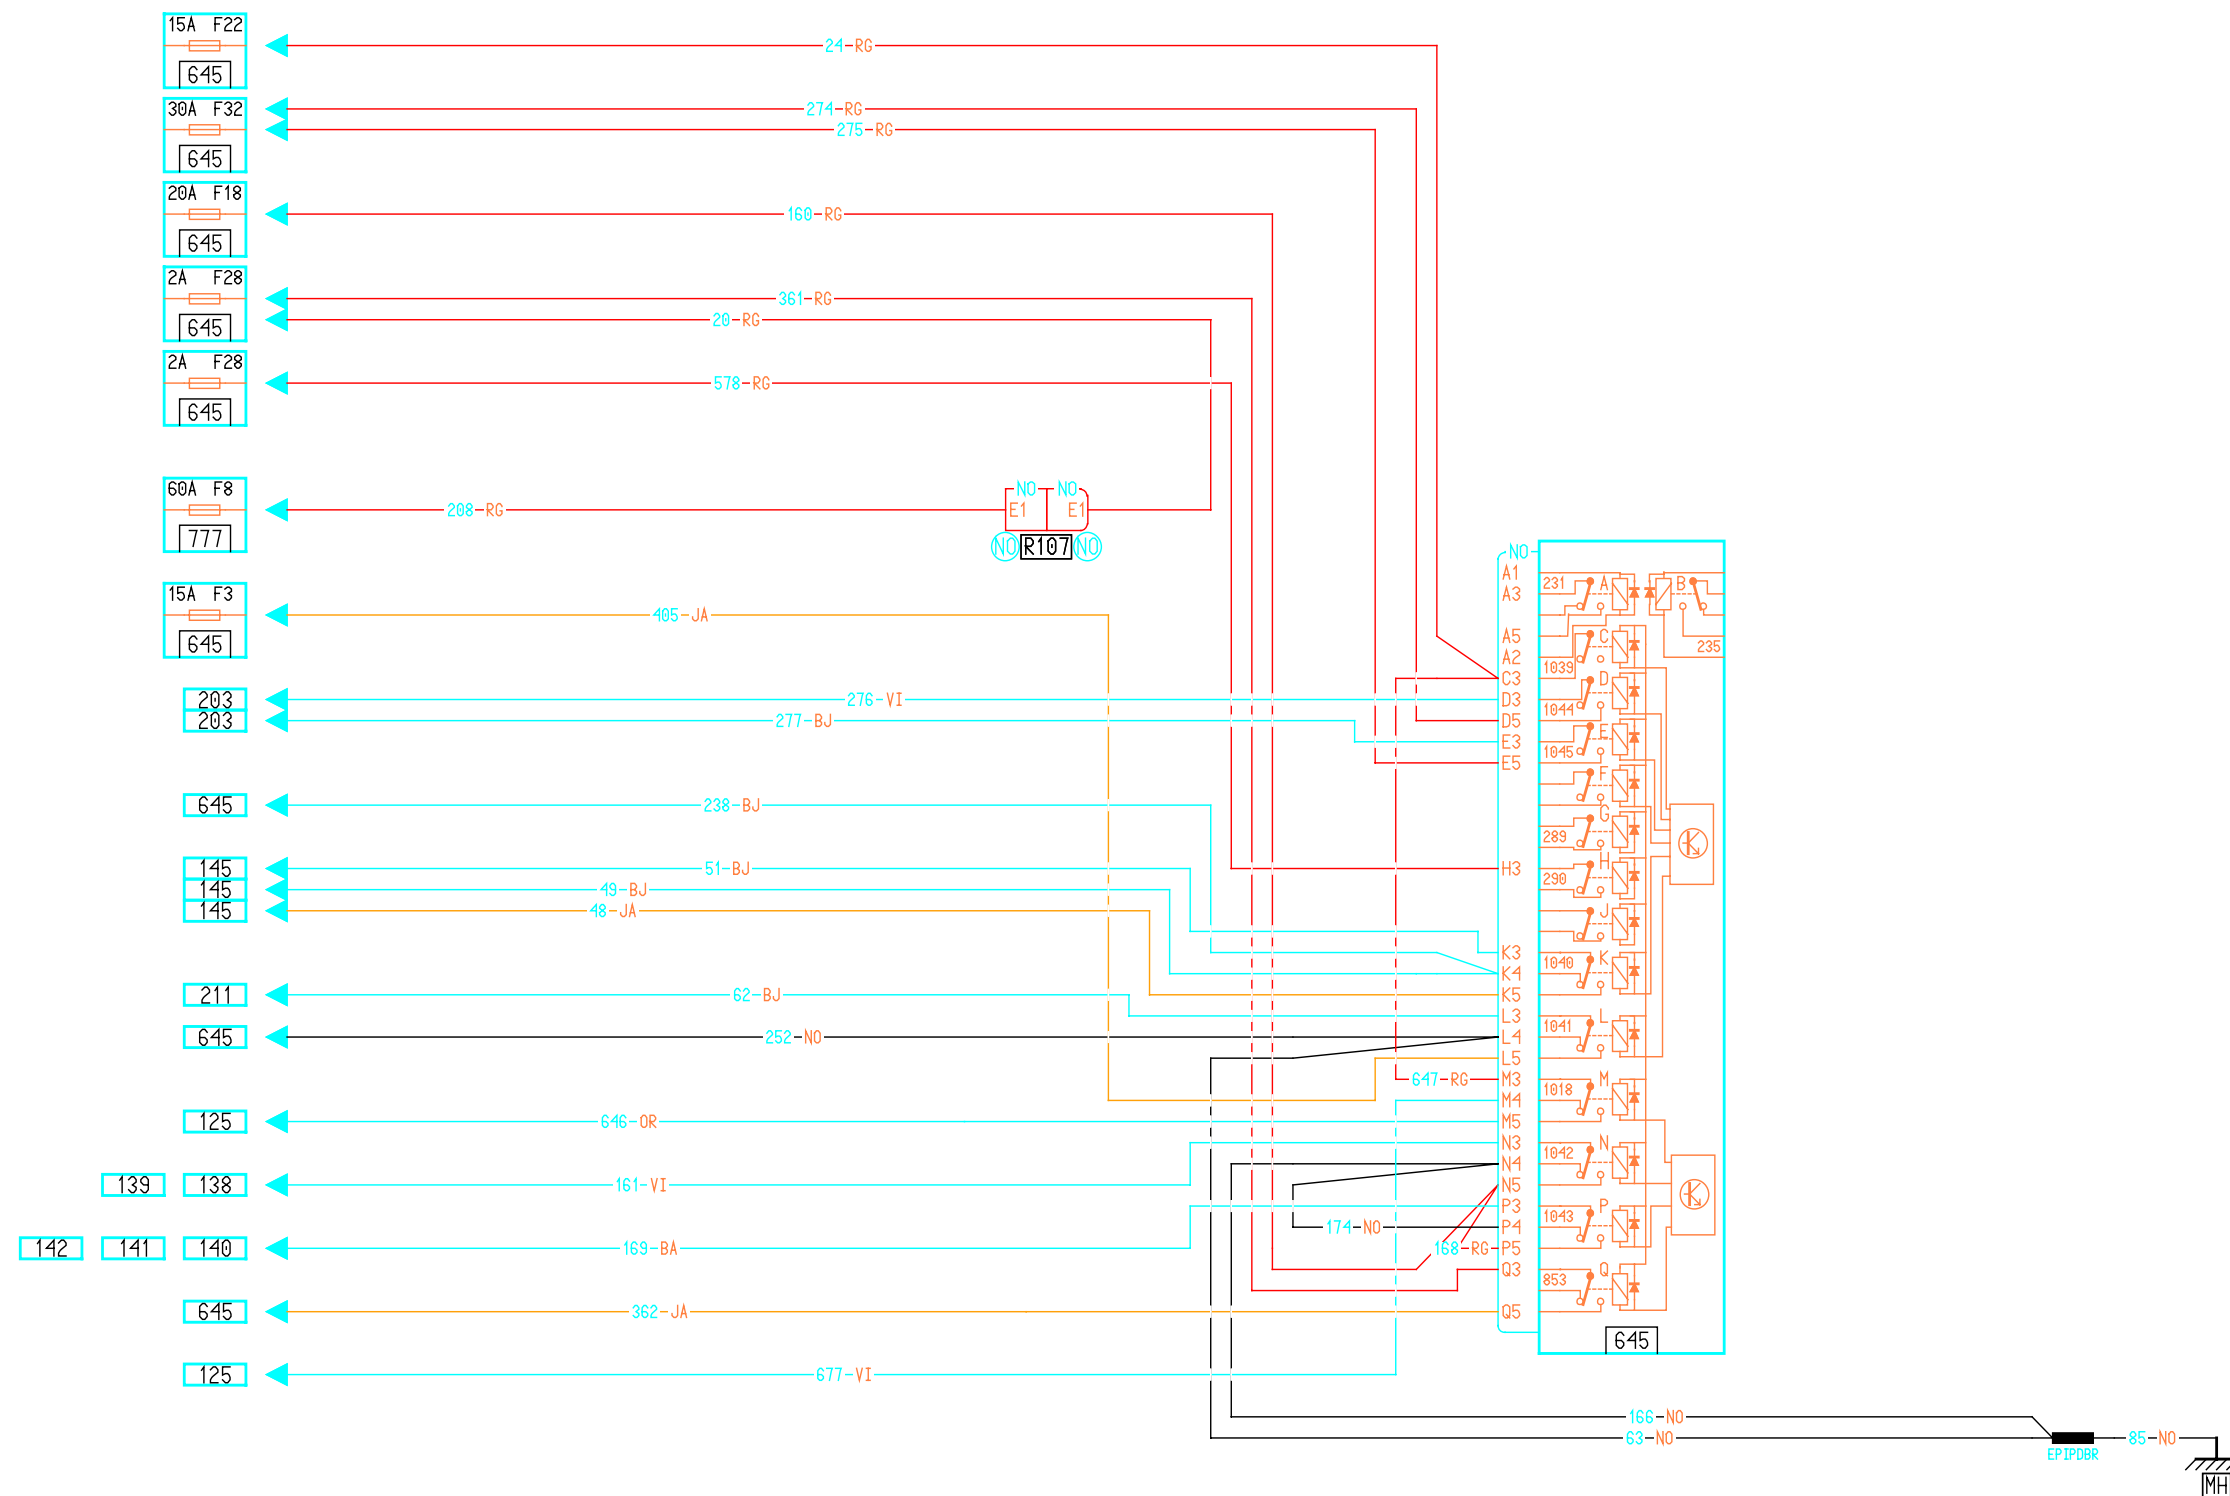 15A F22
24-RG
645
30A F32
274-RG
275-RG
645
20A F18
160-RG
645
2A F28
361-RG
20-RG
645
2A F28
578-RG
645
60A F8
208-RG
NO NO
E1 E1
777
NO R107 NO
15A F3
405-JA
645
NO
A1
A3
231 A B
A5
A2
C
235
1039
C3
203
276-VI
D3
D
1044
203
277-BJ
D5
E3
E
1045
E5
F
645
238-BJ
G
289
145
51-BJ
H3
H
290
145
49-BJ
145
48-JA
J
K3
K
1040
K4
211
62-BJ
K5
L3
L
1041
645
252-NO
L4
L5
647-RG
M3
M
1018
M4
125
646-OR
M5
N3
N
1042
N4
139 138
161-VI
N5
P3
P
1043
174-NO
P4
142 141 140
169-BA
168-RG
P5
Q3
Q
853
645
362-JA
Q5
645
125
677-VI
166-NO
63-NO
85-NO
EPIPDBR
MH